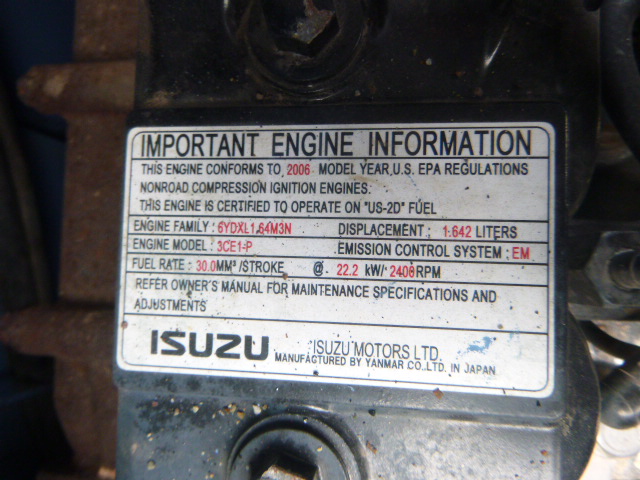 IMPORTANT ENGINE INFORMATION
THIS ENGINE CONFORMS TO 2006 MODEL YEAR U.S. EPA REGULATIONS
NONROAD COMPRESSION IGNITION ENGINES.
THIS ENGINE IS CERTIFIED TO OPERATE ON "US-2D" FUEL
ENGINE FAMILY : 6YDXL1.64M3N DISPLACEMENT : 1.642 LITERS
ENGINE MODEL : 3CE1-P EMISSION CONTROL SYSTEM : EM
FUEL RATE : 30.0MM³/STROKE @ 22.2 kW/ 2400RPM
REFER OWNER'S MANUAL FOR MAINTENANCE SPECIFICATIONS AND
ADJUSTMENTS
ISUZU ISUZU MOTORS LTD.
MANUFACTURED BY YANMAR CO.,LTD. IN JAPAN